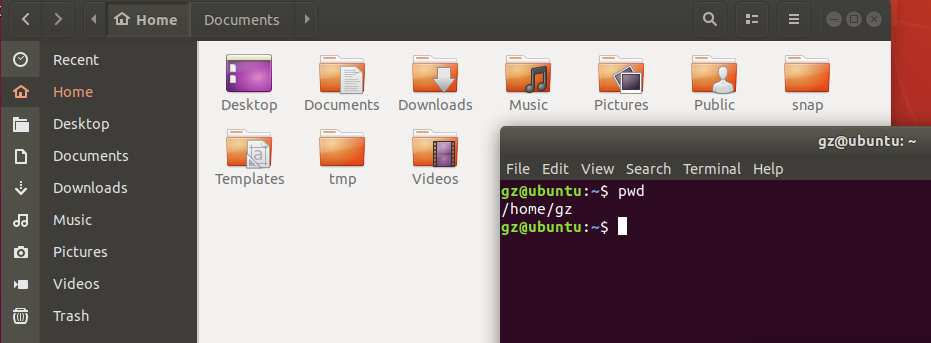 Home Documents
Recent
Home
Desktop
Documents
Downloads
Music
Pictures
Videos
Trash
Desktop Documents Downloads Music Pictures Public snap
Templates tmp Videos
gz@ubuntu: ~
File Edit View Search Terminal Help
gz@ubuntu:~$ pwd
/home/gz
gz@ubuntu:~$